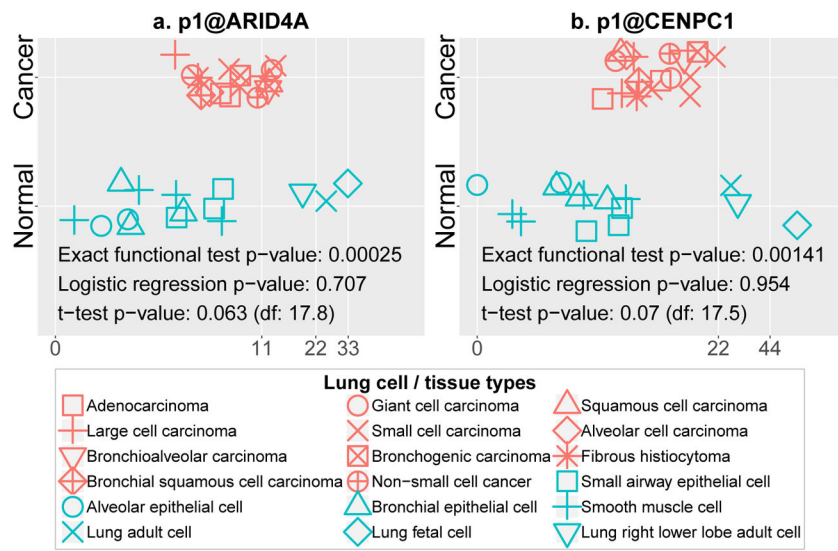 a. p1@ARID4A
b. p1@CENPC1
Cancer
Normal
Exact functional test p−value: 0.00025
Logistic regression p−value: 0.707
t−test p−value: 0.063 (df: 17.8)
0 11 22 33
Cancer
Normal
Exact functional test p−value: 0.00141
Logistic regression p−value: 0.954
t−test p−value: 0.07 (df: 17.5)
0 22 44
Lung cell / tissue types
Adenocarcinoma Giant cell carcinoma Squamous cell carcinoma
Large cell carcinoma Small cell carcinoma Alveolar cell carcinoma
Bronchioalveolar carcinoma Bronchogenic carcinoma Fibrous histiocytoma
Bronchial squamous cell carcinoma Non−small cell cancer Small airway epithelial cell
Alveolar epithelial cell Bronchial epithelial cell Smooth muscle cell
Lung adult cell Lung fetal cell Lung right lower lobe adult cell